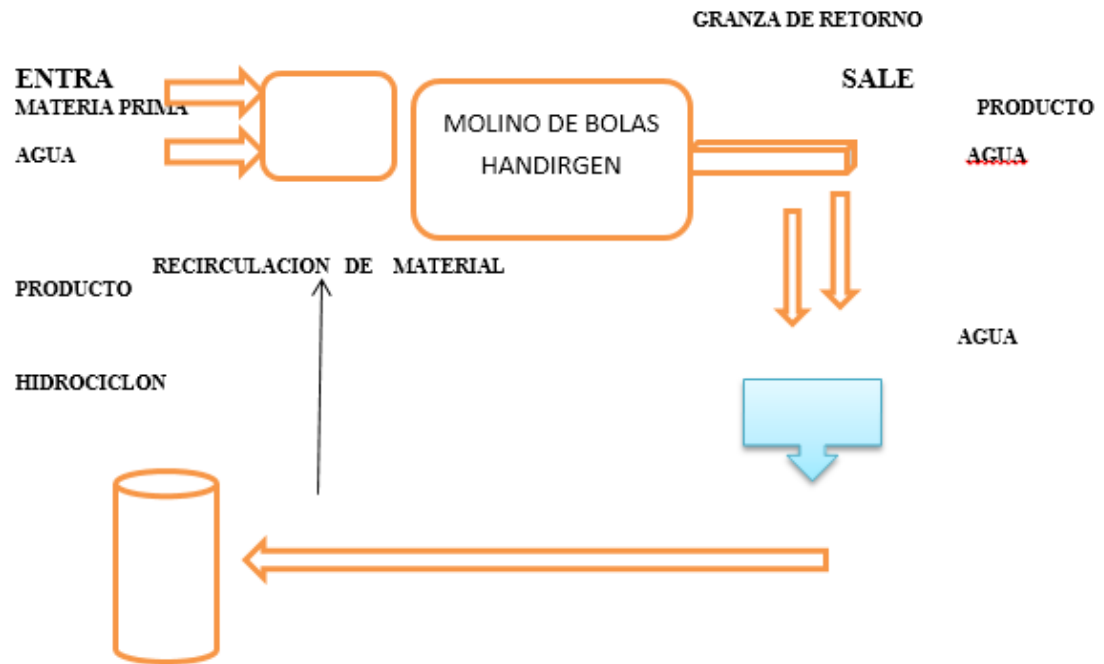 GRANZA DE RETORNO
ENTRA
SALE
MATERIA PRIMA
PRODUCTO
MOLINO DE BOLAS
HANDIRGEN
AGUA
AGUA
RECIRCULACION DE MATERIAL
PRODUCTO
AGUA
HIDROCICLON